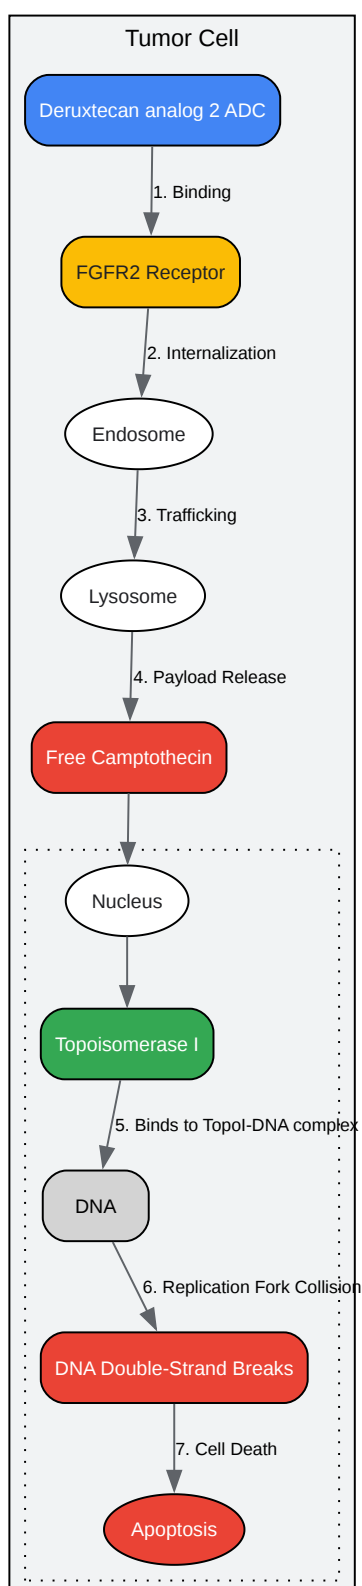 Tumor Cell
Deruxtecan analog 2 ADC
1. Binding
FGFR2 Receptor
2. Internalization
Endosome
3. Trafficking
Lysosome
4. Payload Release
Free Camptothecin
Nucleus
Topoisomerase I
5. Binds to TopoI-DNA complex
DNA
6. Replication Fork Collision
DNA Double-Strand Breaks
7. Cell Death
Apoptosis